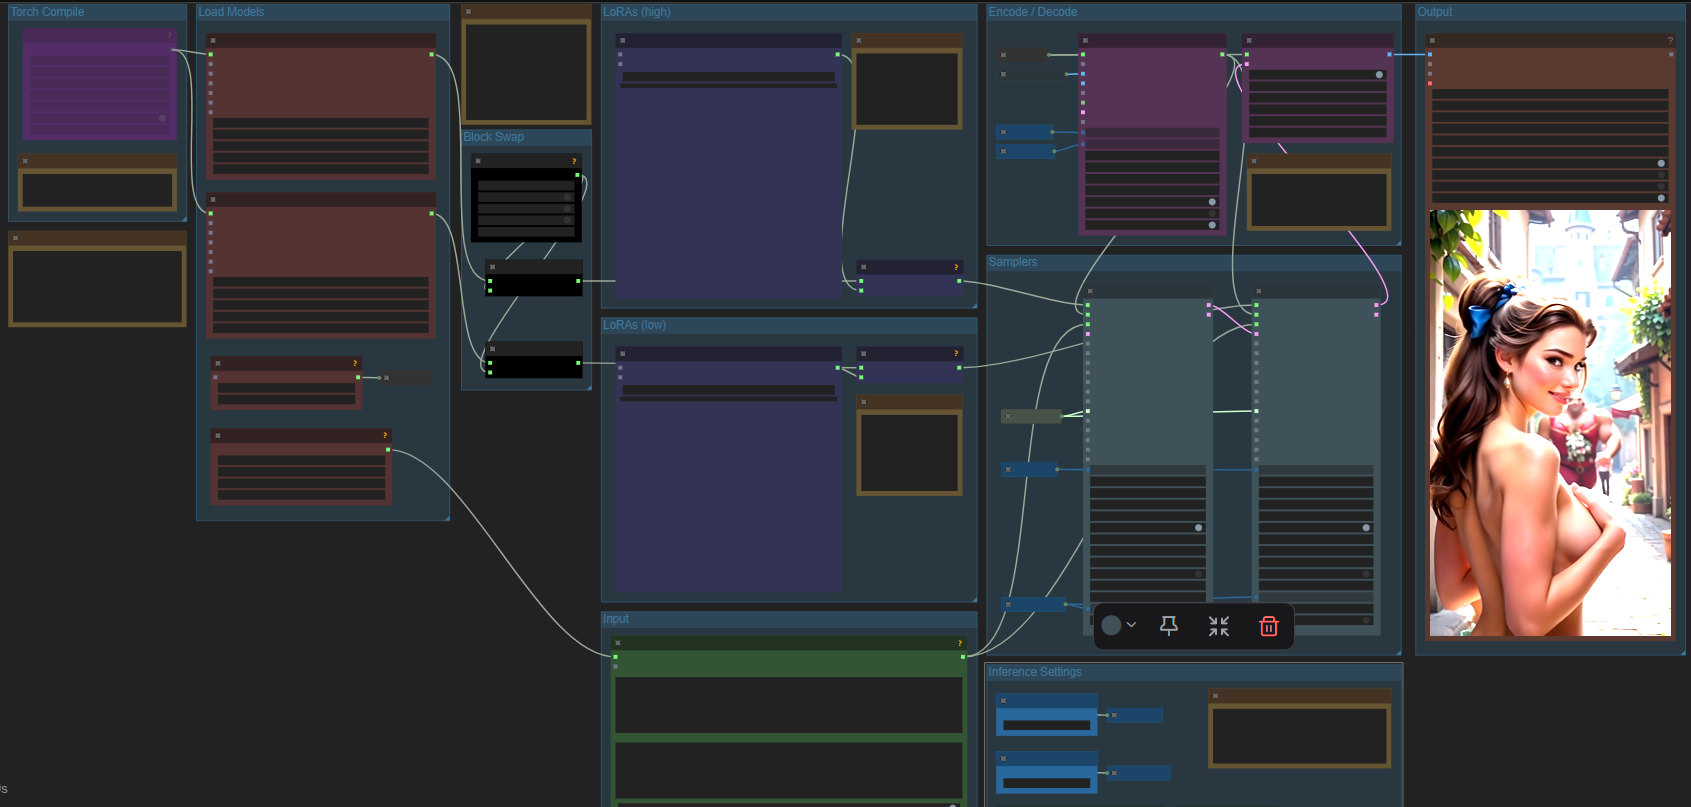 Torch Compile
Load Models
LoRAs (high)
Encode / Decode
Output
?
?
Block Swap
?
Samplers
?
LoRAs (low)
?
?
?
Input
?
Inference Settings
s